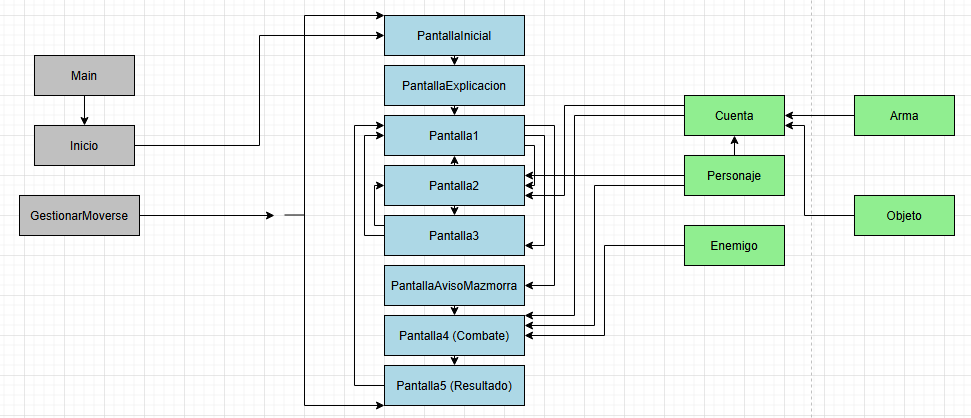 Main
Inicio
GestionarMoverse
PantallaInicial
PantallaExplicacion
Pantalla1
Pantalla2
Pantalla3
PantallaAvisoMazmorra
Pantalla4 (Combate)
Pantalla5 (Resultado)
Cuenta
Personaje
Enemigo
Arma
Objeto